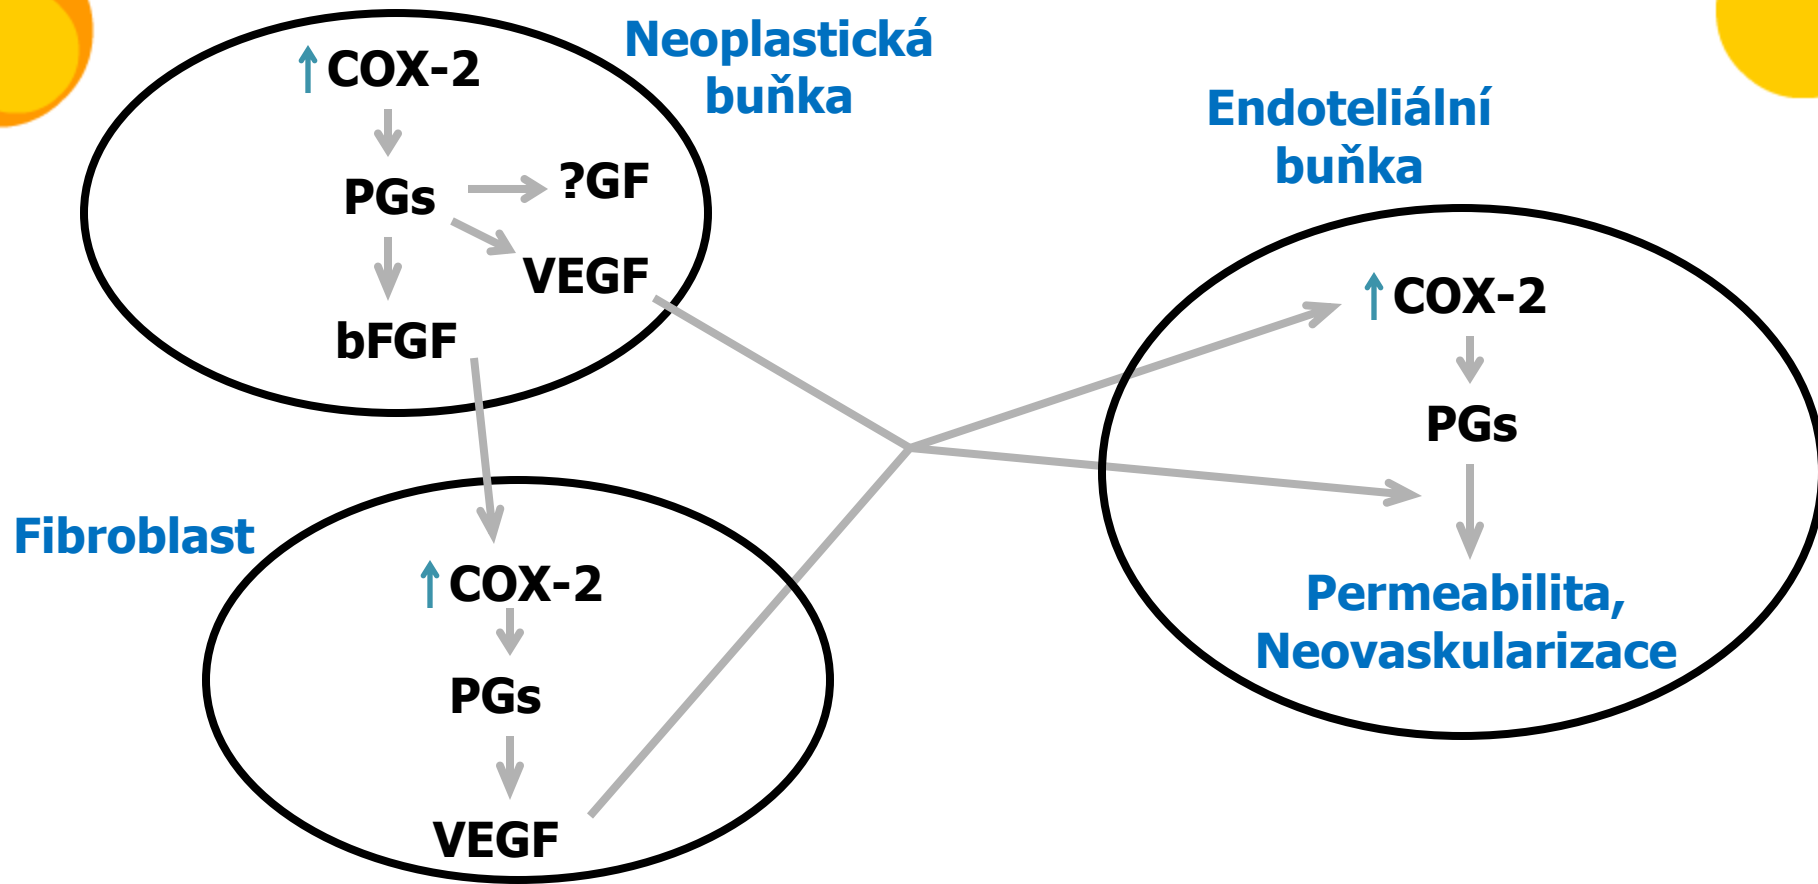 Neoplastická
buňka
COX-2
PGs
?GF
VEGF
bFGF
Fibroblast
COX-2
PGs
VEGF
Endoteliální
buňka
COX-2
PGs
Permeabilita,
Neovaskularizace